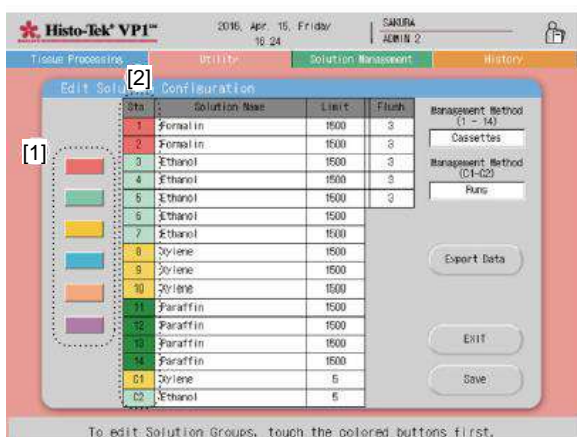 Histo-Tek® VP1™
2016, Apr. 15, Friday
16 24
SAKURA
ADMIN 2
Tissue Processing
Utility
Solution Management
History
[2]
Edit Solu Configuration
Sta Solution Name Limit Flush
1 Formalin 1500 3
2 Formalin 1500 3
3 Ethanol 1500 3
4 Ethanol 1500 3
5 Ethanol 1500 3
6 Ethanol 1500
7 Ethanol 1500
8 Xylene 1500
9 Xylene 1500
10 Xylene 1500
11 Paraffin 1500
12 Paraffin 1500
13 Paraffin 1500
14 Paraffin 1500
C1 Xylene 5
C2 Ethanol 5
[1]
Management Method
(1 - 14)
Cassettes
Management Method
(C1-C2)
Runs
Export Data
EXIT
Save
To edit Solution Groups, touch the colored buttons first.